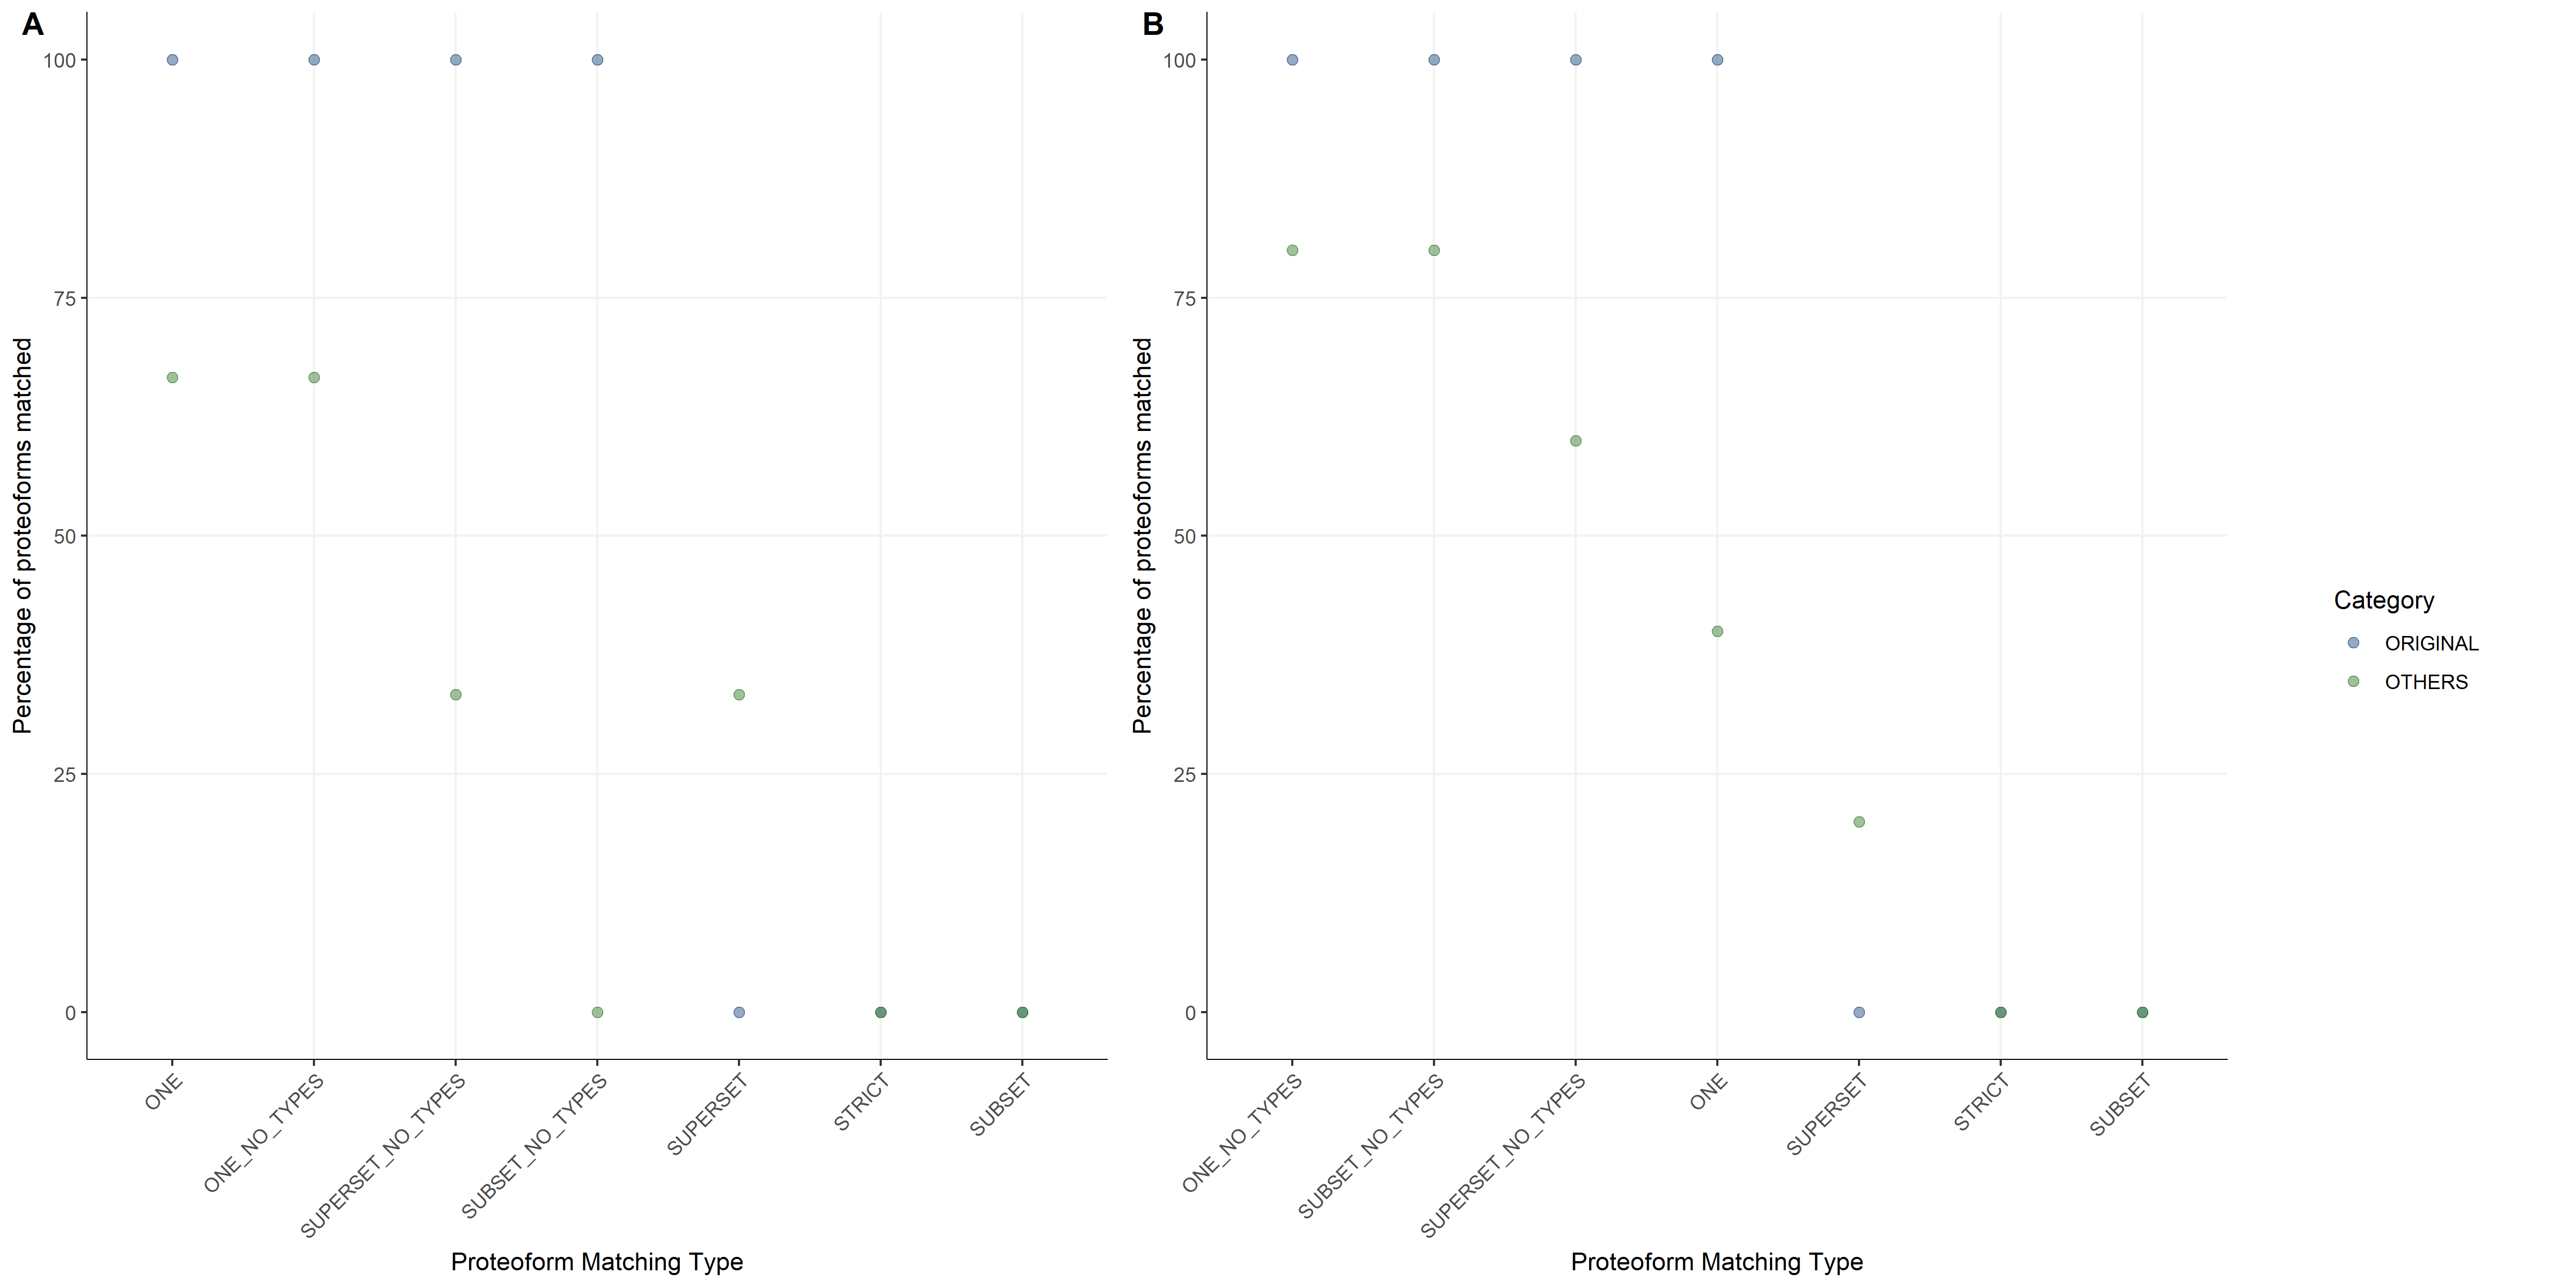 A
Percentage of proteoforms matched
100
75
50
25
0
ONE
ONE_NO_TYPES
SUPERSET_NO_TYPES
SUBSET_NO_TYPES
SUPERSET
STRICT
SUBSET
Proteoform Matching Type
B
Percentage of proteoforms matched
100
75
50
25
0
ONE_NO_TYPES
SUBSET_NO_TYPES
SUPERSET_NO_TYPES
ONE
SUPERSET
STRICT
SUBSET
Proteoform Matching Type
Category
ORIGINAL
OTHERS